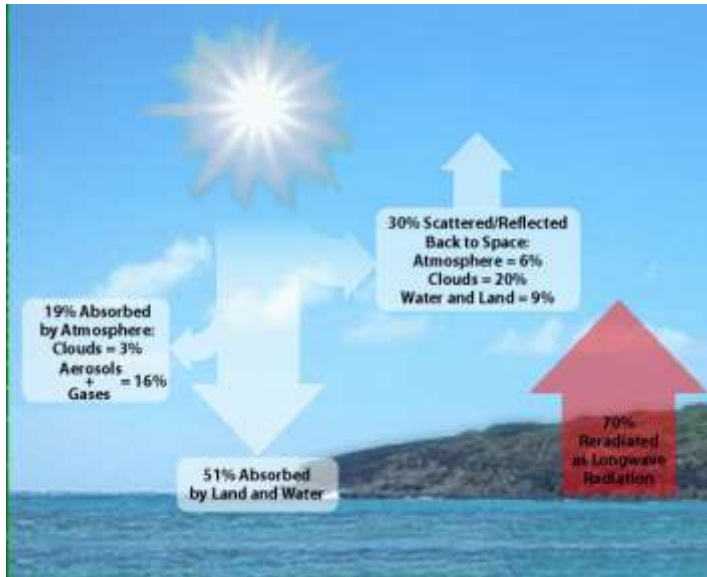 30% Scattered/Reflected
Back to Space:
Atmosphere = 6%
Clouds = 20%
Water and Land = 9%
19% Absorbed
by Atmosphere:
Clouds = 3%
Aerosols
+ = 16%
Gases
70%
Reradiated
as Longwave
Radiation
51% Absorbed
by Land and Water